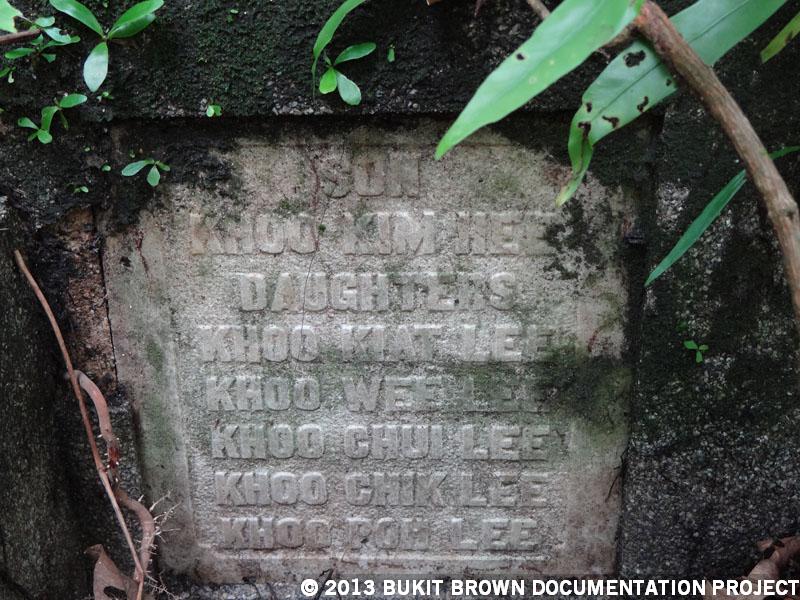 SON
KHOO KIM HEE
DAUGHTERS
KHOO KIAT LEE
KHOO WEE LEE
KHOO CHUI LEE
KHOO CHIK LEE
KHOO POH LEE
© 2013 BUKIT BROWN DOCUMENTATION PROJECT